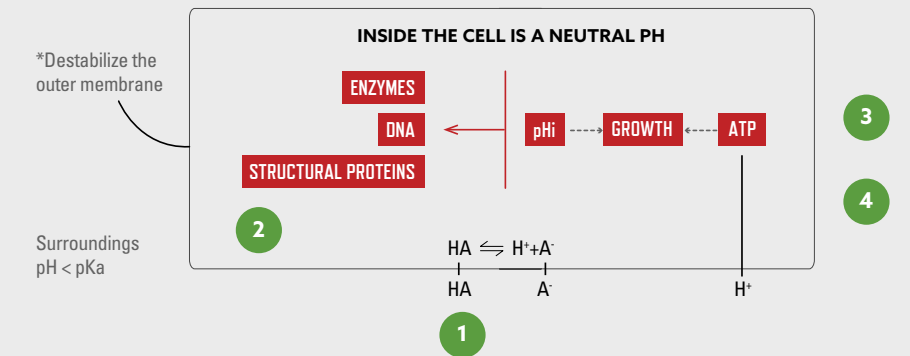 INSIDE THE CELL IS A NEUTRAL PH
*Destabilize the
outer membrane
ENZYMES
DNA
STRUCTURAL PROTEINS
pHi
GROWTH
ATP
3
4
2
Surroundings
pH < pKa
HA ⇋ H⁺+A⁻
HA
A⁻
H⁺
1